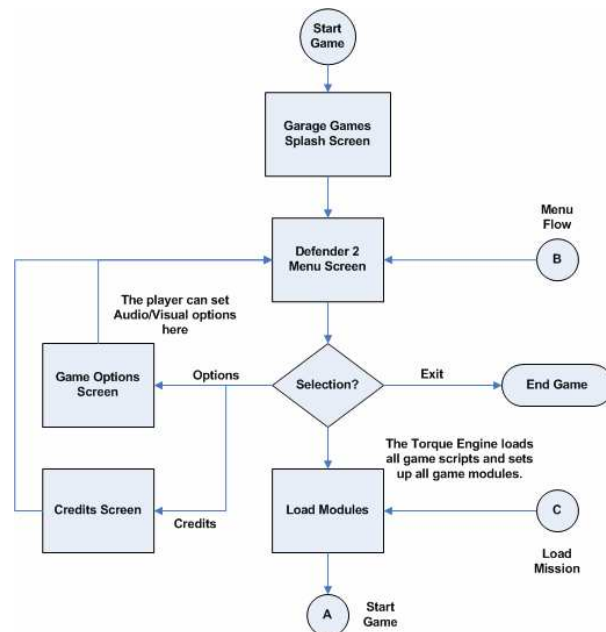 Start
Game
Garage Games
Splash Screen
Menu
Flow
Defender 2
Menu Screen
B
The player can set
Audio/Visual options
here
Game Options
Screen
Options
Selection?
Exit
End Game
The Torque Engine loads
all game scripts and sets
up all game modules.
Credits Screen
Credits
Load Modules
C
Load
Mission
A
Start
Game